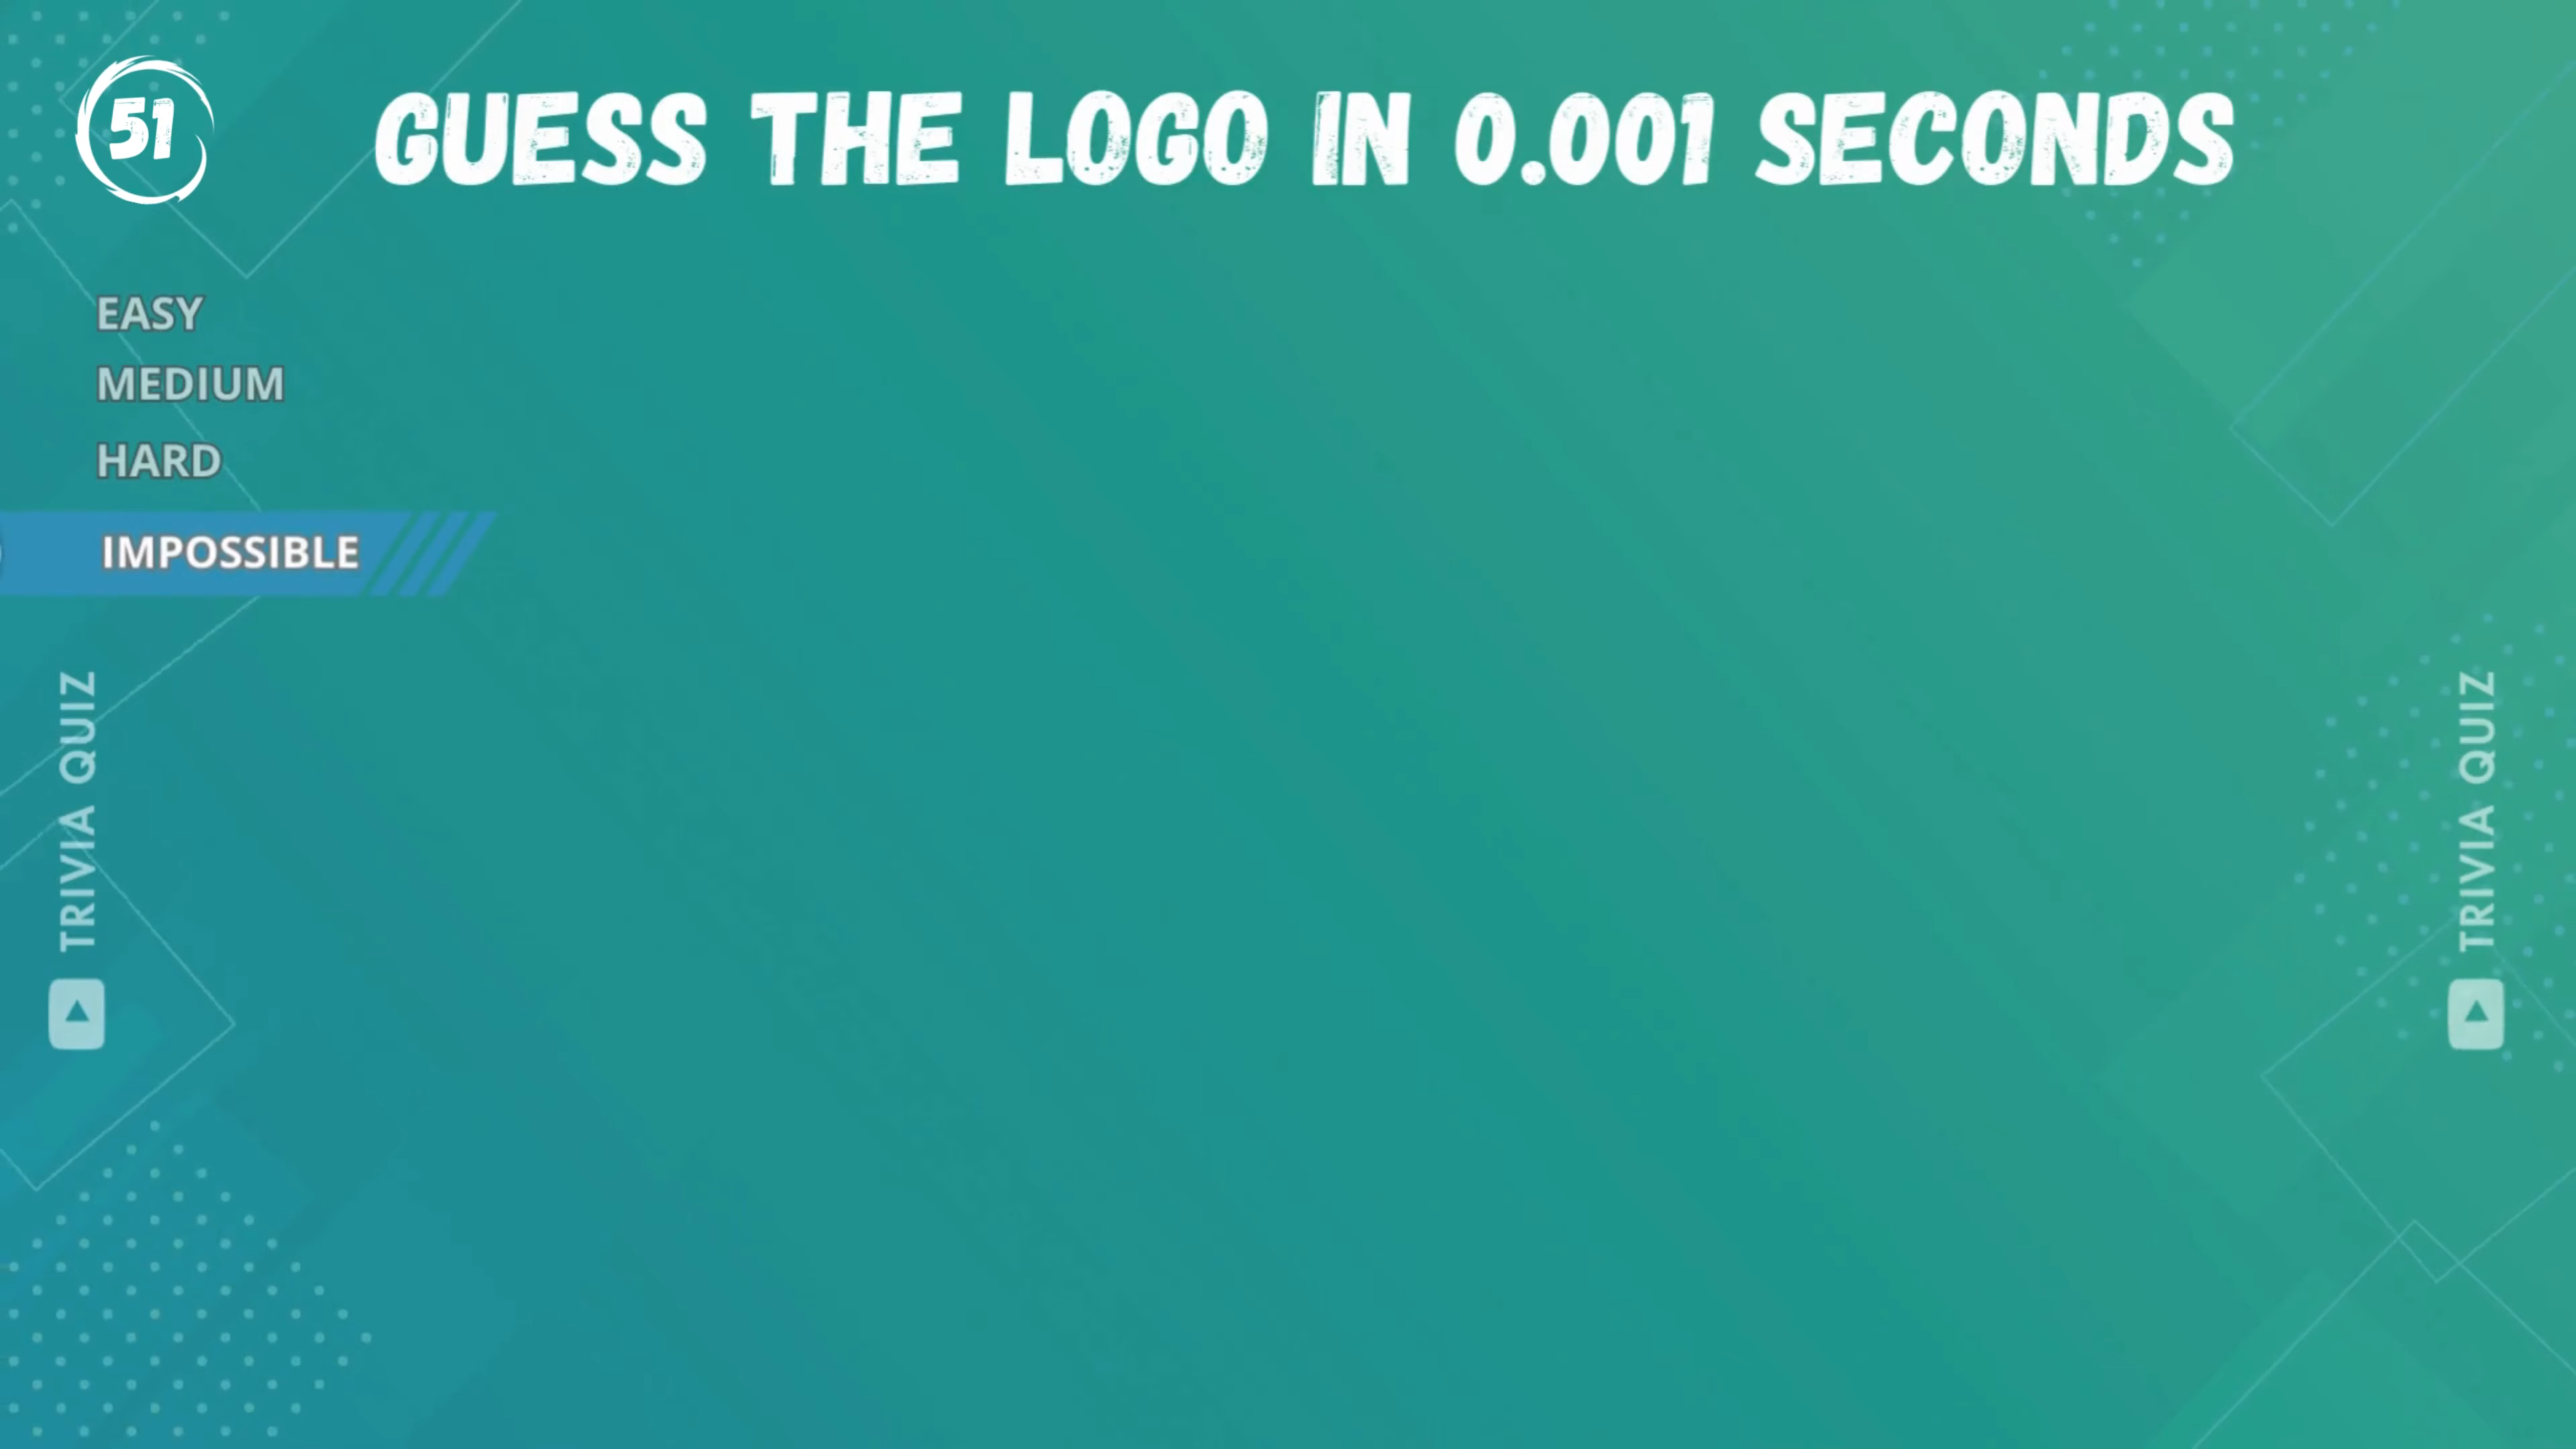 51
GUESS THE LOGO IN 0.001 SECONDS
EASY
MEDIUM
HARD
IMPOSSIBLE
TRIVIA QUIZ
TRIVIA QUIZ